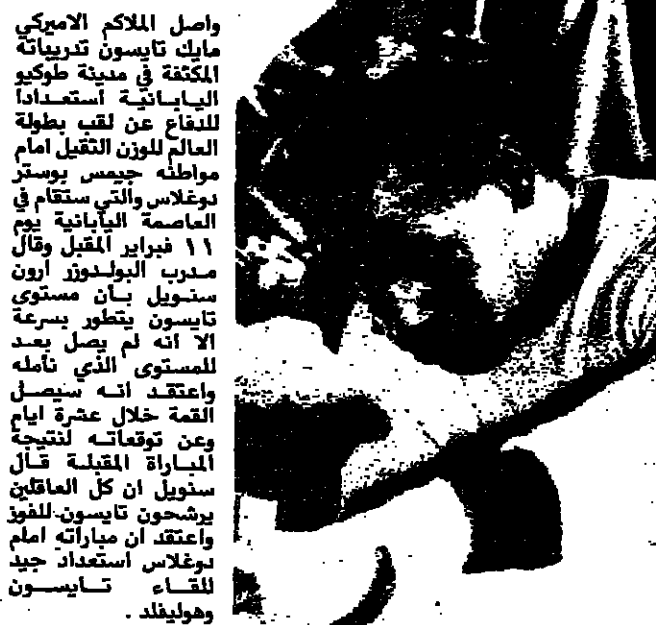 واصل الملاكم الاميركي
مايك تايسون تدريباته
المكثفة في مدينة طوكيو
اليابانية استعدادا
للدفاع عن لقب بطولة
العالم للوزن الثقيل امام
مواطنه جيمس بوستر
دوغلاس والتي ستقام في
العاصمة اليابانية يوم
١١ فبراير المقبل وقال
مدرب البولدوزر ارون
سنويل بأن مستوى
تايسون يتطور بسرعة
الا انه لم يصل بعد
للمستوى الذي نأمله
واعتقد انه سيصل
القمة خلال عشرة ايام
وعن توقعاته لنتيجة
المباراة المقبلة قال
سنويل ان كل العاقلين
يرشحون تايسون للفوز
واعتقد ان مباراته امام
دوغلاس استعداد جيد
للقاء تايسون
وهوليفلد .